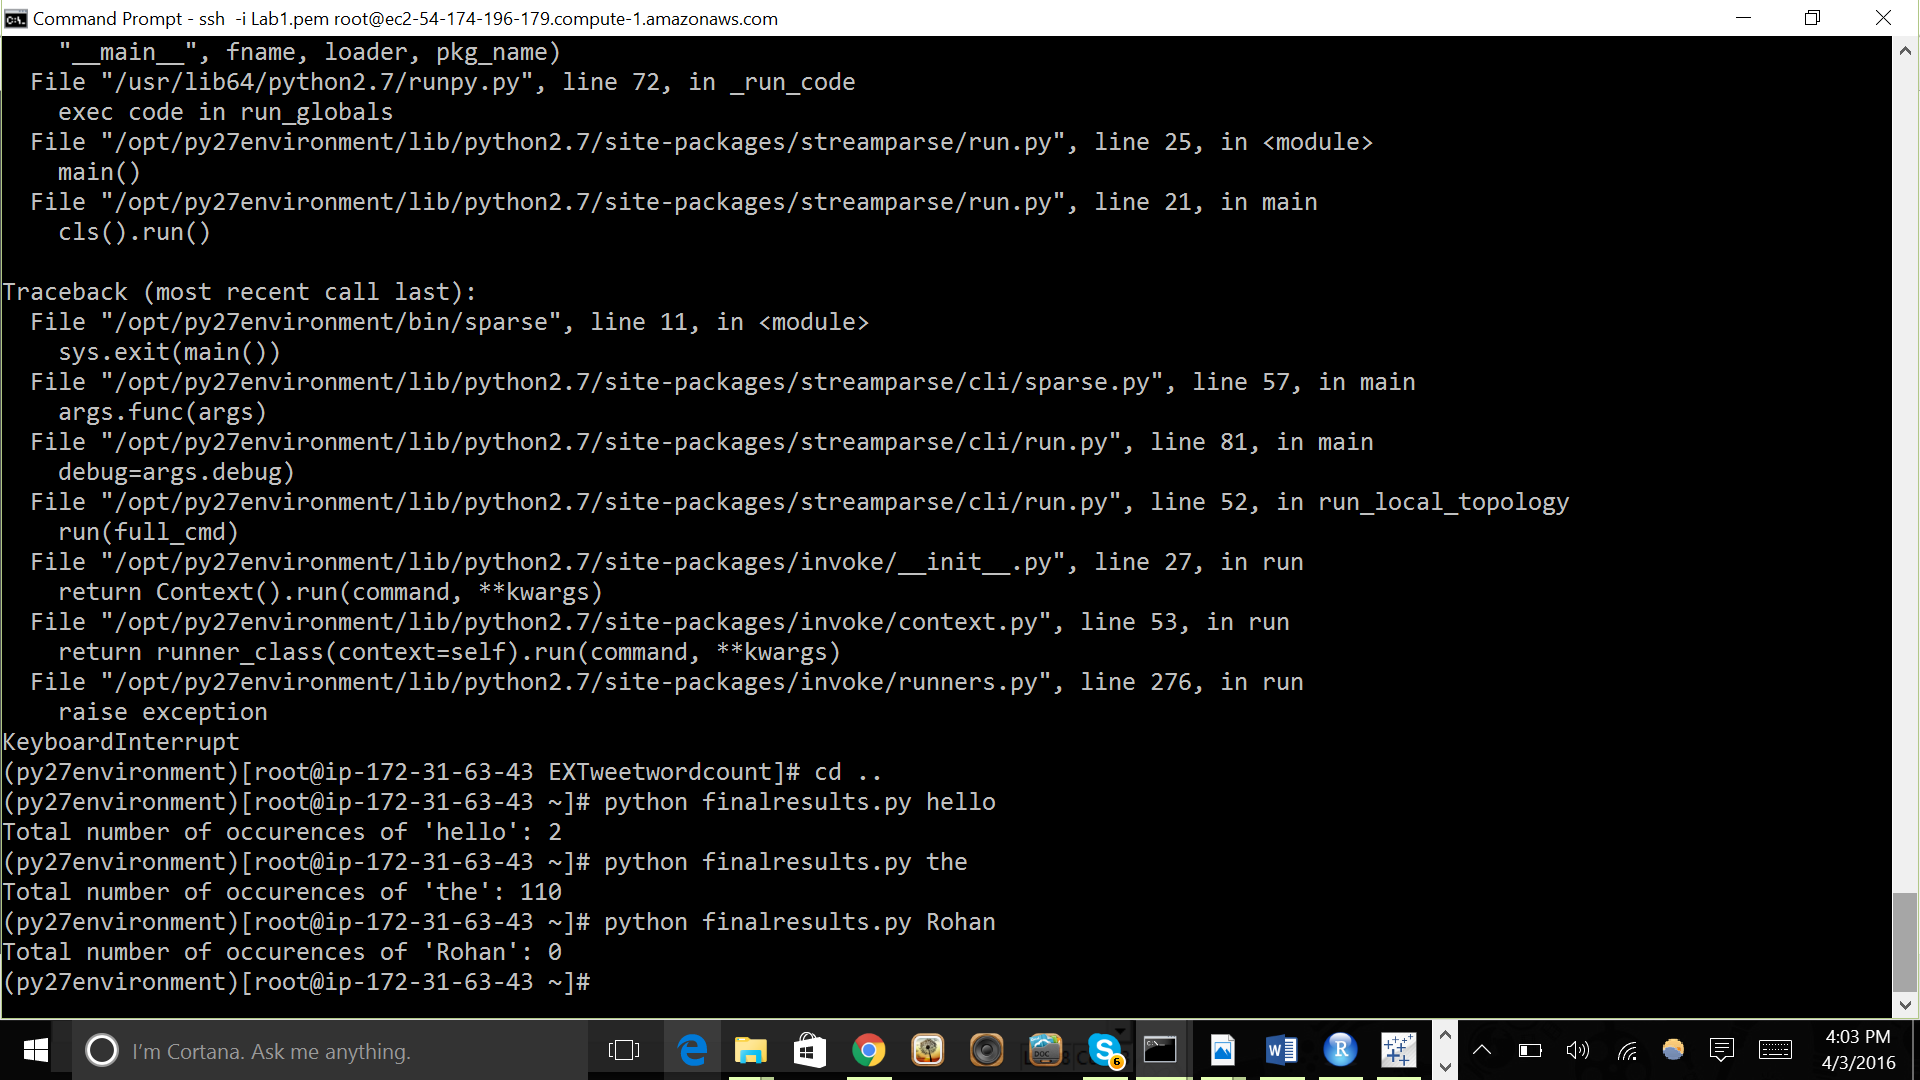 Command Prompt - ssh  -i Lab1.pem root@ec2-54-174-196-179.compute-1.amazonaws.com
    "__main__", fname, loader, pkg_name)
  File "/usr/lib64/python2.7/runpy.py", line 72, in _run_code
    exec code in run_globals
  File "/opt/py27environment/lib/python2.7/site-packages/streamparse/run.py", line 25, in <module>
    main()
  File "/opt/py27environment/lib/python2.7/site-packages/streamparse/run.py", line 21, in main
    cls().run()
Traceback (most recent call last):
  File "/opt/py27environment/bin/sparse", line 11, in <module>
    sys.exit(main())
  File "/opt/py27environment/lib/python2.7/site-packages/streamparse/cli/sparse.py", line 57, in main
    args.func(args)
  File "/opt/py27environment/lib/python2.7/site-packages/streamparse/cli/run.py", line 81, in main
    debug=args.debug)
  File "/opt/py27environment/lib/python2.7/site-packages/streamparse/cli/run.py", line 52, in run_local_topology
    run(full_cmd)
  File "/opt/py27environment/lib/python2.7/site-packages/invoke/__init__.py", line 27, in run
    return Context().run(command, **kwargs)
  File "/opt/py27environment/lib/python2.7/site-packages/invoke/context.py", line 53, in run
    return runner_class(context=self).run(command, **kwargs)
  File "/opt/py27environment/lib/python2.7/site-packages/invoke/runners.py", line 276, in run
    raise exception
KeyboardInterrupt
(py27environment)[root@ip-172-31-63-43 EXTweetwordcount]# cd ..
(py27environment)[root@ip-172-31-63-43 ~]# python finalresults.py hello
Total number of occurences of 'hello': 2
(py27environment)[root@ip-172-31-63-43 ~]# python finalresults.py the
Total number of occurences of 'the': 110
(py27environment)[root@ip-172-31-63-43 ~]# python finalresults.py Rohan
Total number of occurences of 'Rohan': 0
(py27environment)[root@ip-172-31-63-43 ~]#
I'm Cortana. Ask me anything.
6
4:03 PM
4/3/2016